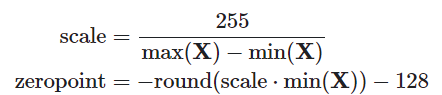 scale = 255 / (max(X) − min(X))
zeropoint = −round(scale · min(X)) − 128